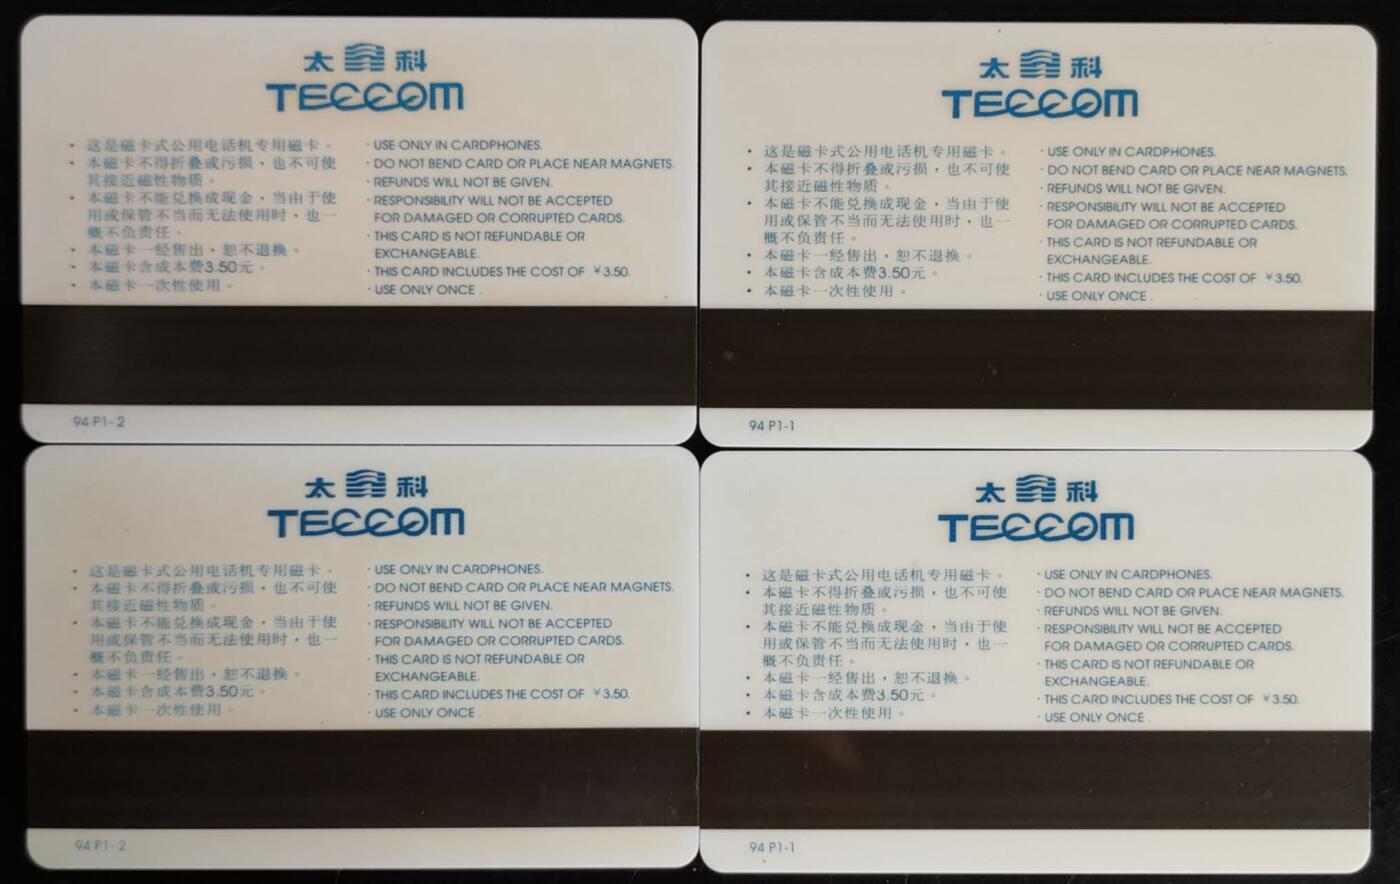 太鑫科
TECCOM
· 这是磁卡式公用电话机专用磁卡。
· 本磁卡不得折叠或污损，也不可使
其接近磁性物质。
· 本磁卡不能兑换成现金，当由于使
用或保管不当而无法使用时，也一
概不负责任。
· 本磁卡一经售出，恕不退换。
· 本磁卡含成本费3.50元。
· 本磁卡一次性使用。
· USE ONLY IN CARDPHONES.
· DO NOT BEND CARD OR PLACE NEAR MAGNETS.
· REFUNDS WILL NOT BE GIVEN.
· RESPONSIBILITY WILL NOT BE ACCEPTED
FOR DAMAGED OR CORRUPTED CARDS.
· THIS CARD IS NOT REFUNDABLE OR
EXCHANGEABLE.
· THIS CARD INCLUDES THE COST OF ¥3.50.
· USE ONLY ONCE .
94 P1-2
太鑫科
TECCOM
· 这是磁卡式公用电话机专用磁卡。
· 本磁卡不得折叠或污损，也不可使
其接近磁性物质。
· 本磁卡不能兑换成现金，当由于使
用或保管不当而无法使用时，也一
概不负责任。
· 本磁卡一经售出，恕不退换。
· 本磁卡含成本费3.50元。
· 本磁卡一次性使用。
· USE ONLY IN CARDPHONES.
· DO NOT BEND CARD OR PLACE NEAR MAGNETS.
· REFUNDS WILL NOT BE GIVEN.
· RESPONSIBILITY WILL NOT BE ACCEPTED
FOR DAMAGED OR CORRUPTED CARDS.
· THIS CARD IS NOT REFUNDABLE OR
EXCHANGEABLE.
· THIS CARD INCLUDES THE COST OF ¥3.50.
· USE ONLY ONCE .
94 P1-1
太鑫科
TECCOM
· 这是磁卡式公用电话机专用磁卡。
· 本磁卡不得折叠或污损，也不可使
其接近磁性物质。
· 本磁卡不能兑换成现金，当由于使
用或保管不当而无法使用时，也一
概不负责任。
· 本磁卡一经售出，恕不退换。
· 本磁卡含成本费3.50元。
· 本磁卡一次性使用。
· USE ONLY IN CARDPHONES.
· DO NOT BEND CARD OR PLACE NEAR MAGNETS.
· REFUNDS WILL NOT BE GIVEN.
· RESPONSIBILITY WILL NOT BE ACCEPTED
FOR DAMAGED OR CORRUPTED CARDS.
· THIS CARD IS NOT REFUNDABLE OR
EXCHANGEABLE.
· THIS CARD INCLUDES THE COST OF ¥3.50.
· USE ONLY ONCE .
94 P1-2
太鑫科
TECCOM
· 这是磁卡式公用电话机专用磁卡。
· 本磁卡不得折叠或污损，也不可使
其接近磁性物质。
· 本磁卡不能兑换成现金，当由于使
用或保管不当而无法使用时，也一
概不负责任。
· 本磁卡一经售出，恕不退换。
· 本磁卡含成本费3.50元。
· 本磁卡一次性使用。
· USE ONLY IN CARDPHONES.
· DO NOT BEND CARD OR PLACE NEAR MAGNETS.
· REFUNDS WILL NOT BE GIVEN.
· RESPONSIBILITY WILL NOT BE ACCEPTED
FOR DAMAGED OR CORRUPTED CARDS.
· THIS CARD IS NOT REFUNDABLE OR
EXCHANGEABLE.
· THIS CARD INCLUDES THE COST OF ¥3.50.
· USE ONLY ONCE .
94 P1-1